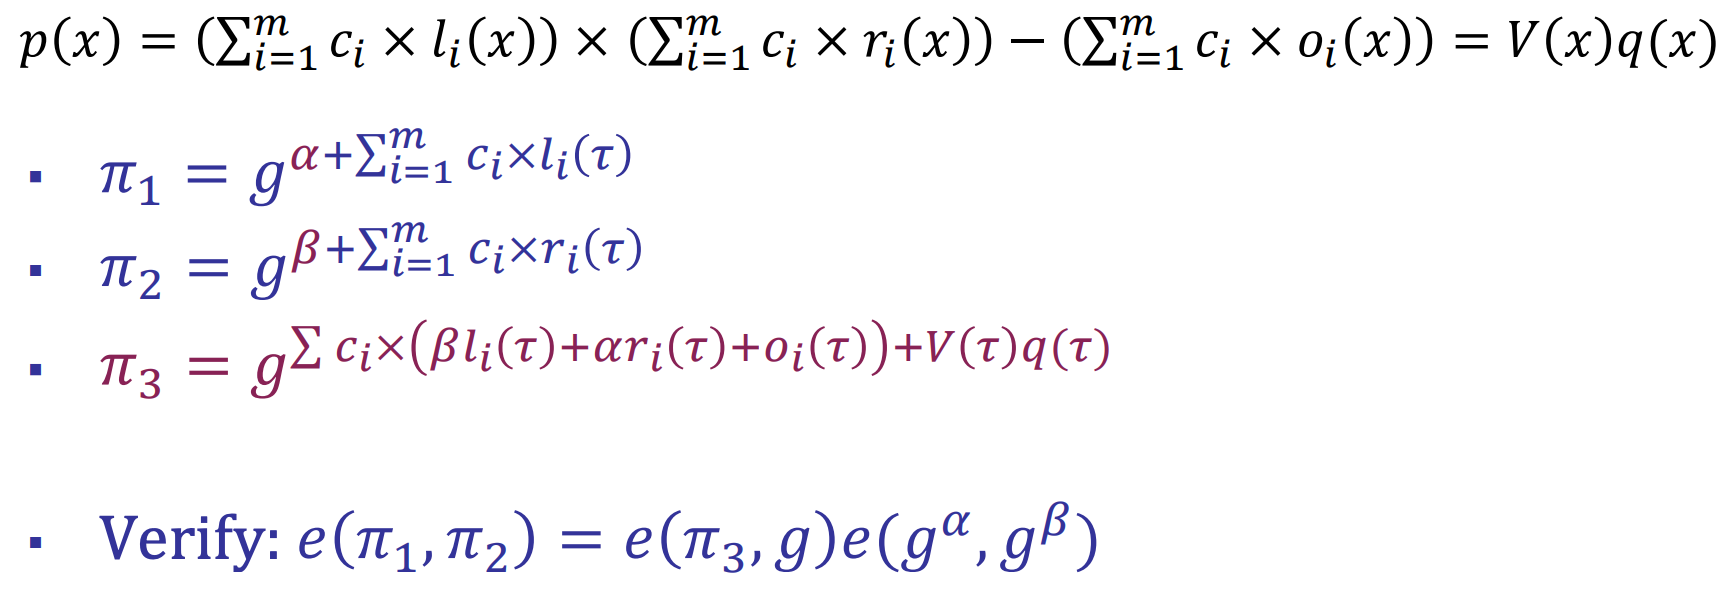 p(x) = (∑ᵢ₌₁ᵐ cᵢ × lᵢ(x)) × (∑ᵢ₌₁ᵐ cᵢ × rᵢ(x)) − (∑ᵢ₌₁ᵐ cᵢ × oᵢ(x)) = V(x)q(x)
▪ π₁ = g^{α+∑ᵢ₌₁ᵐ cᵢ×lᵢ(τ)}
▪ π₂ = g^{β+∑ᵢ₌₁ᵐ cᵢ×rᵢ(τ)}
▪ π₃ = g^{∑ cᵢ×(βlᵢ(τ)+αrᵢ(τ)+oᵢ(τ))+V(τ)q(τ)}
▪ Verify: e(π₁, π₂) = e(π₃, g)e(g^α, g^β)